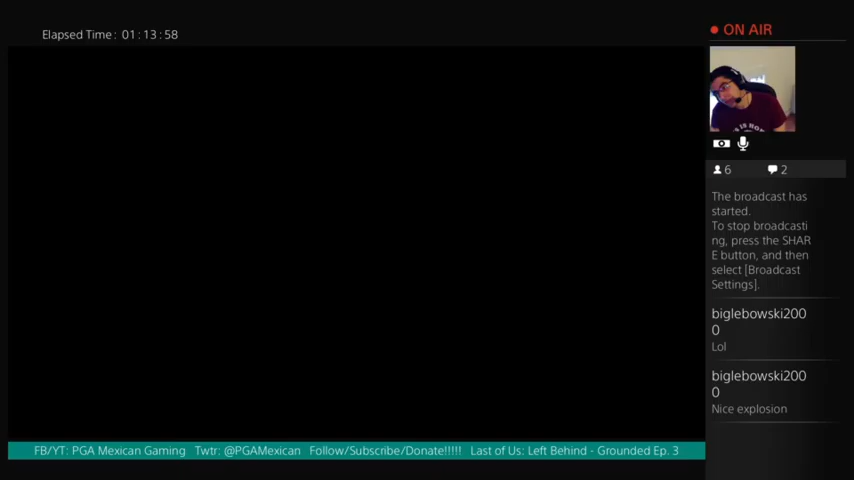 Elapsed Time: 01:13:58
ON AIR
6
2
The broadcast has
started.
To stop broadcasti
ng, press the SHAR
E button, and then
select [Broadcast
Settings].
biglebowski200
0
Lol
biglebowski200
0
Nice explosion
FB/YT: PGA Mexican Gaming Twtr: @PGAMexican Follow/Subscribe/Donate!!!!! Last of Us: Left Behind - Grounded Ep. 3